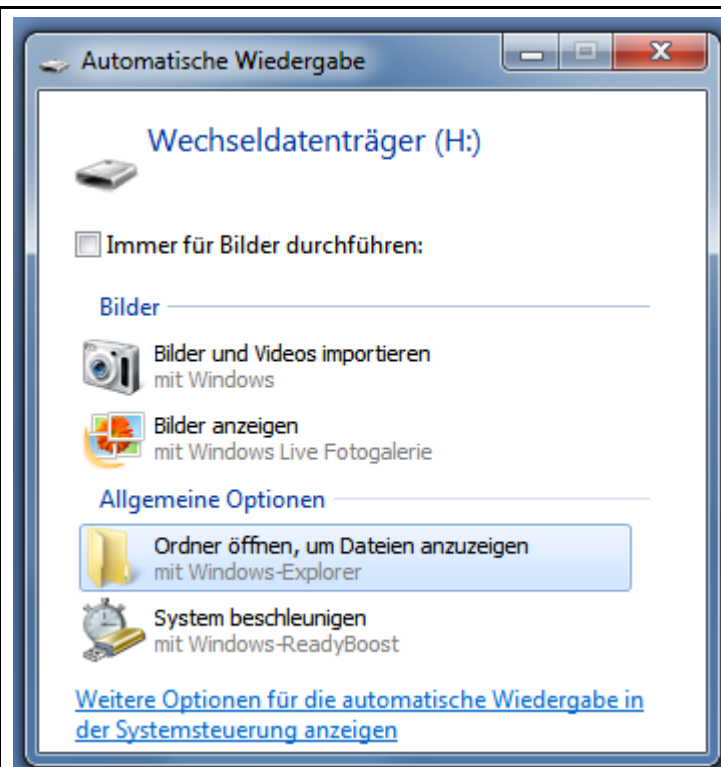 Automatische Wiedergabe
Wechseldatenträger (H:)
Immer für Bilder durchführen:
Bilder
Bilder und Videos importieren
mit Windows
Bilder anzeigen
mit Windows Live Fotogalerie
Allgemeine Optionen
Ordner öffnen, um Dateien anzuzeigen
mit Windows-Explorer
System beschleunigen
mit Windows-ReadyBoost
Weitere Optionen für die automatische Wiedergabe in
der Systemsteuerung anzeigen